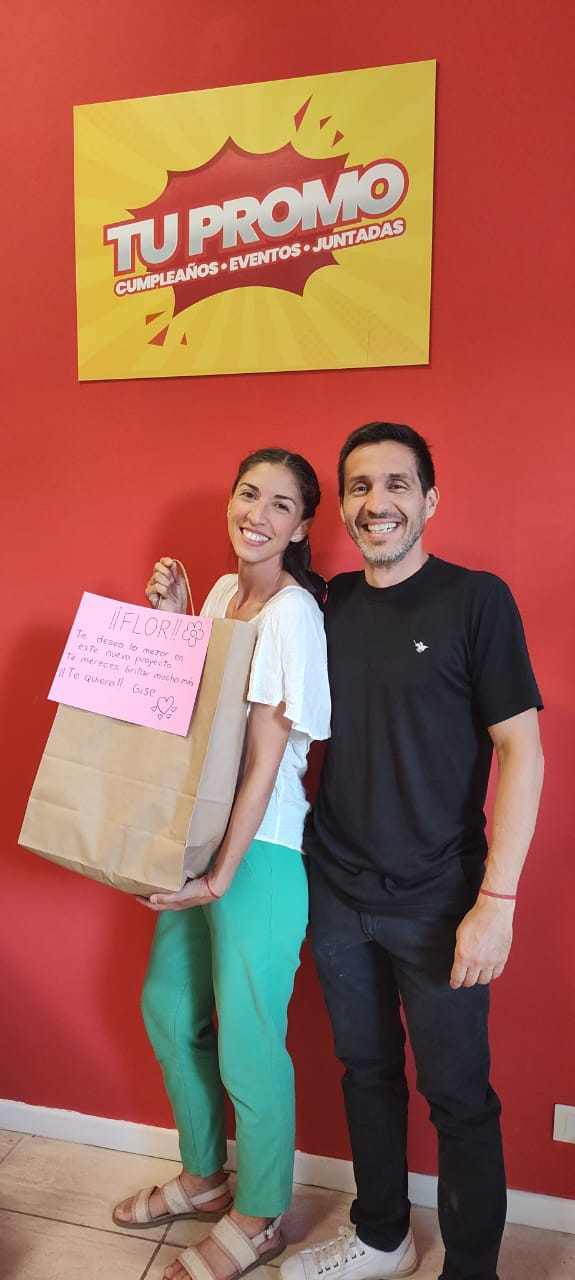 TU PROMO
CUMPLEAÑOS • EVENTOS • JUNTADAS
¡¡FLOR!!
Te deseo lo mejor en
este nuevo proyecto
Te mereces brillar mucho más
¡¡Te quiero!! Gise